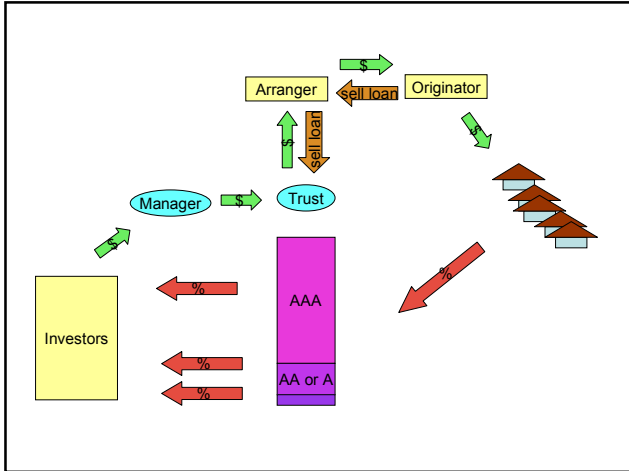 $
Arranger
sell loan
Originator
$
$
sell loan
Manager
$
Trust
$
%
%
AAA
Investors
%
AA or A
%